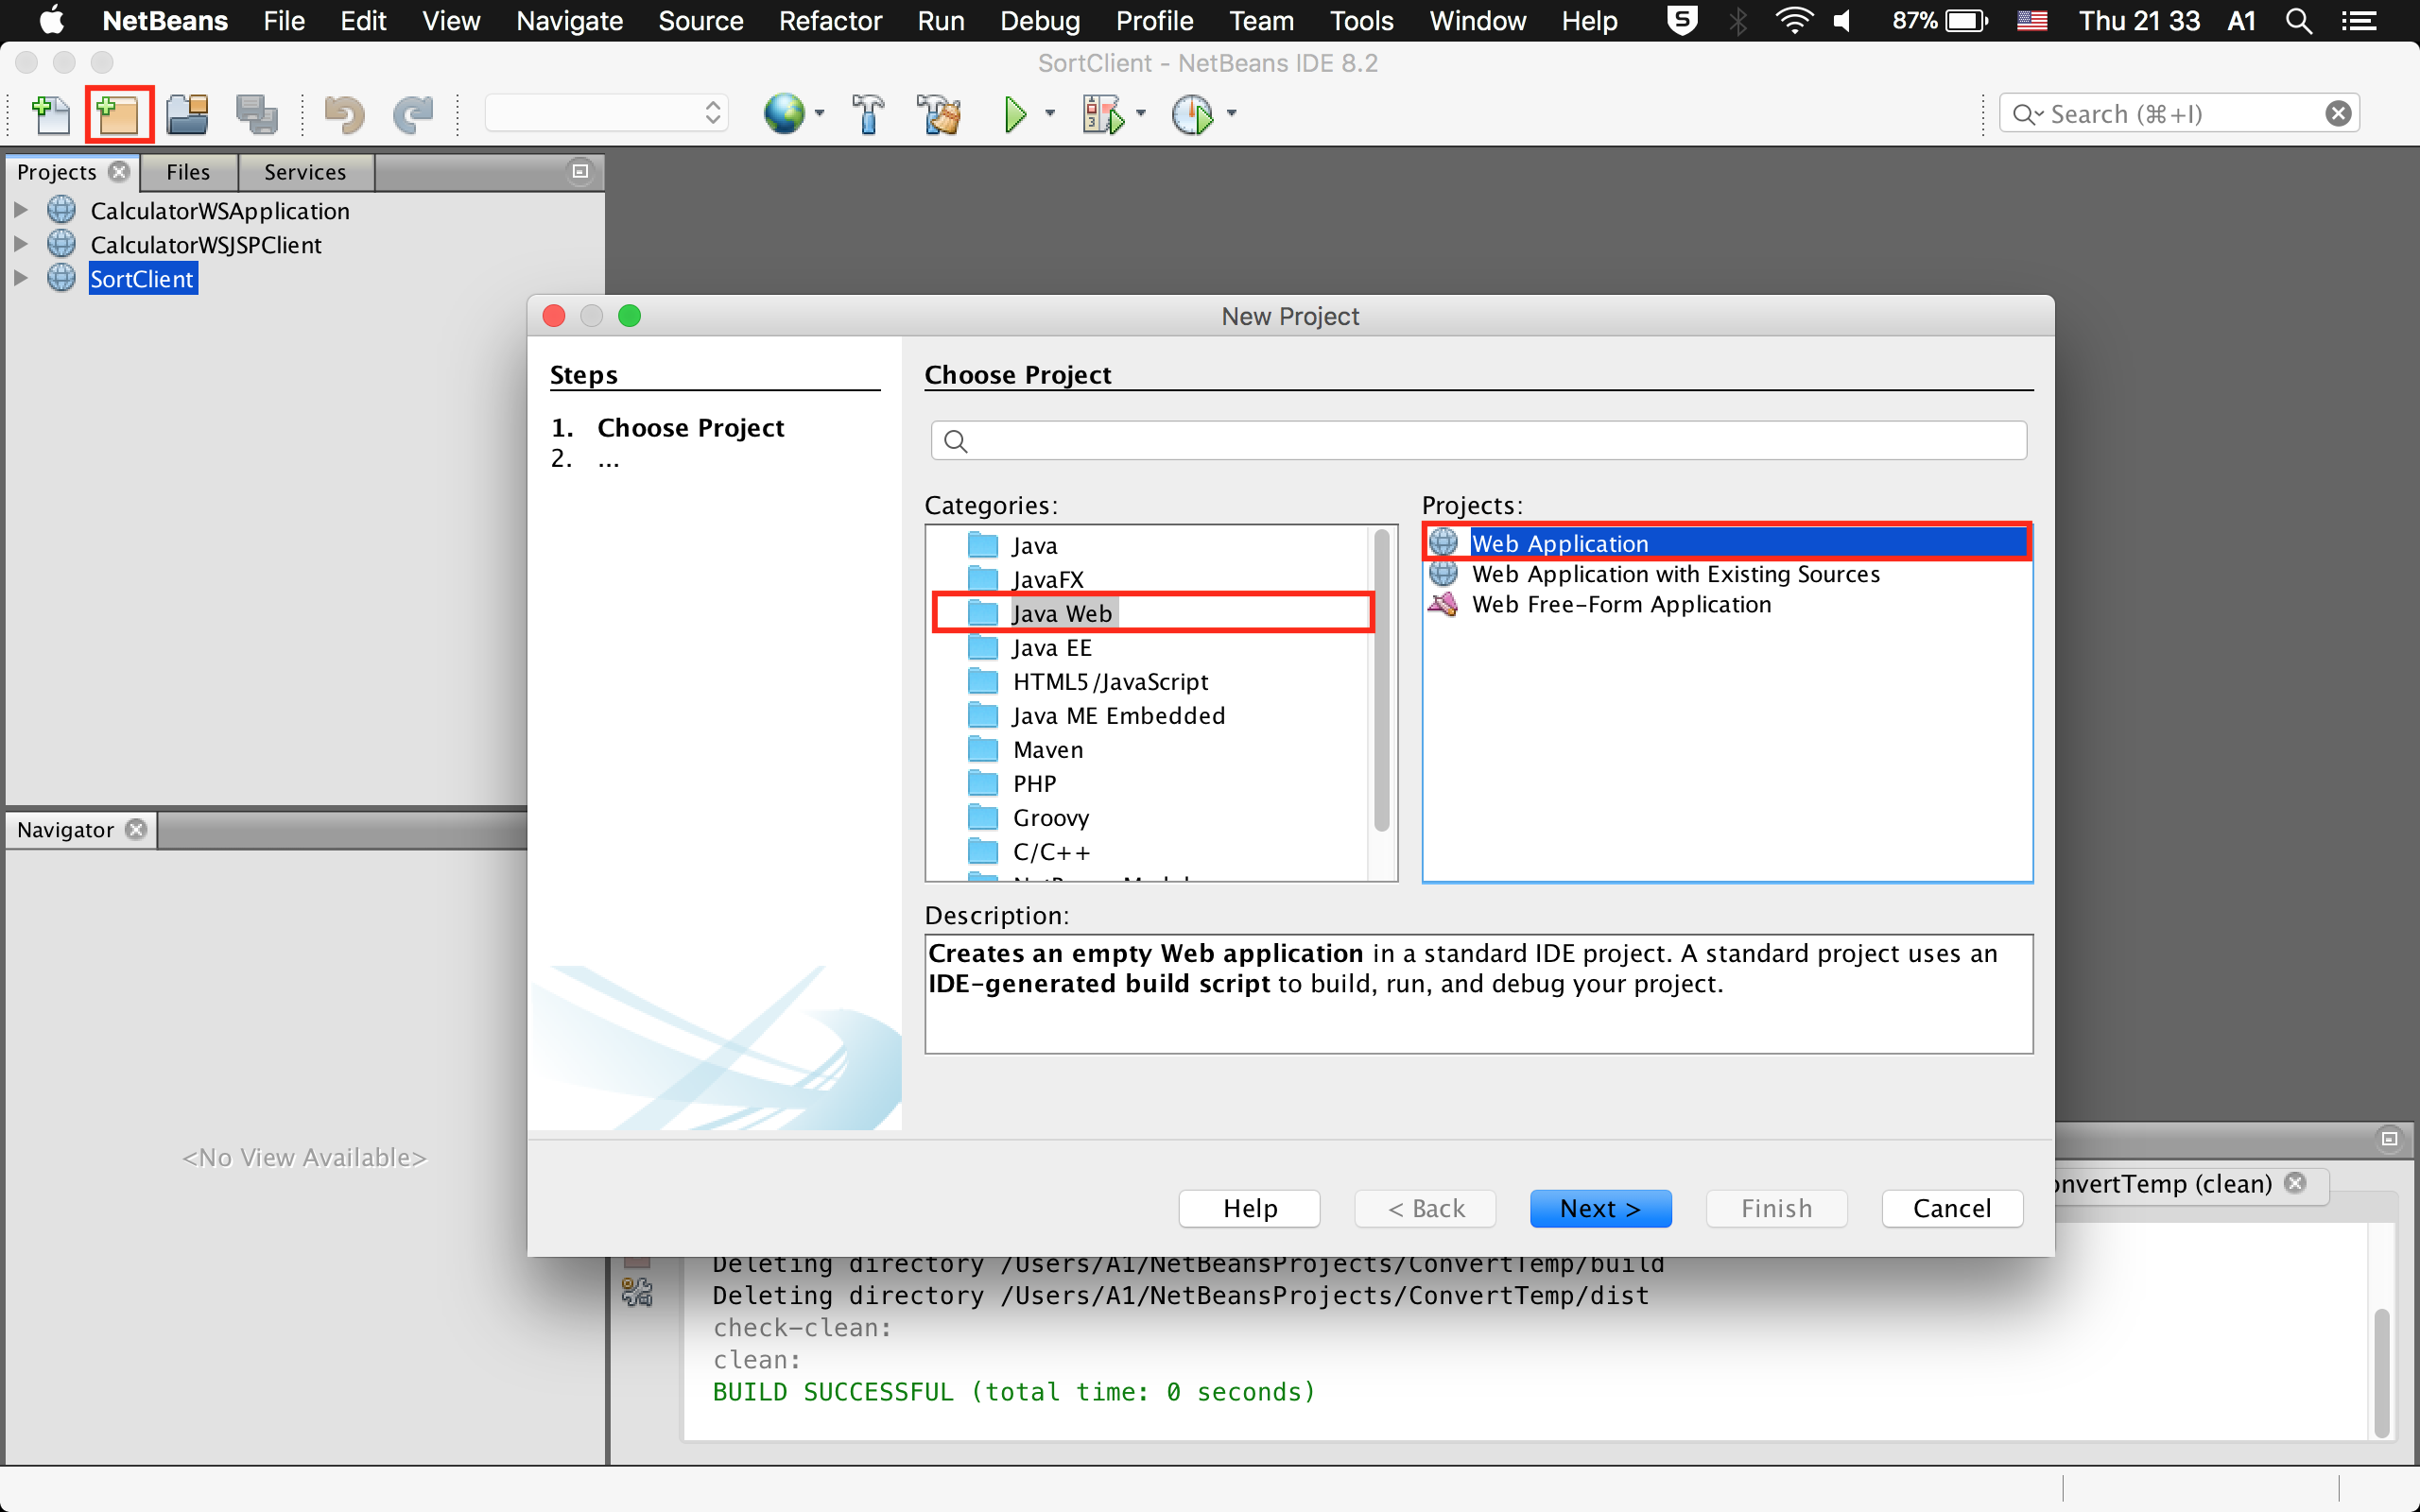 NetBeans File Edit View Navigate Source Refactor Run Debug Profile Team Tools Window Help 87% Thu 21 33 A1
SortClient - NetBeans IDE 8.2
Search (⌘+I)
Projects Files Services
CalculatorWSApplication
CalculatorWSJSPClient
SortClient
New Project
Steps
1. Choose Project
2. ...
Choose Project
Categories:
Java
JavaFX
Java Web
Java EE
HTML5/JavaScript
Java ME Embedded
Maven
PHP
Groovy
C/C++
Projects:
Web Application
Web Application with Existing Sources
Web Free-Form Application
Description:
Creates an empty Web application in a standard IDE project. A standard project uses an
IDE-generated build script to build, run, and debug your project.
Help < Back Next > Finish Cancel
Navigator
<No View Available>
onvertTemp (clean)
Deleting directory /Users/A1/NetBeansProjects/ConvertTemp/build
Deleting directory /Users/A1/NetBeansProjects/ConvertTemp/dist
check-clean:
clean:
BUILD SUCCESSFUL (total time: 0 seconds)